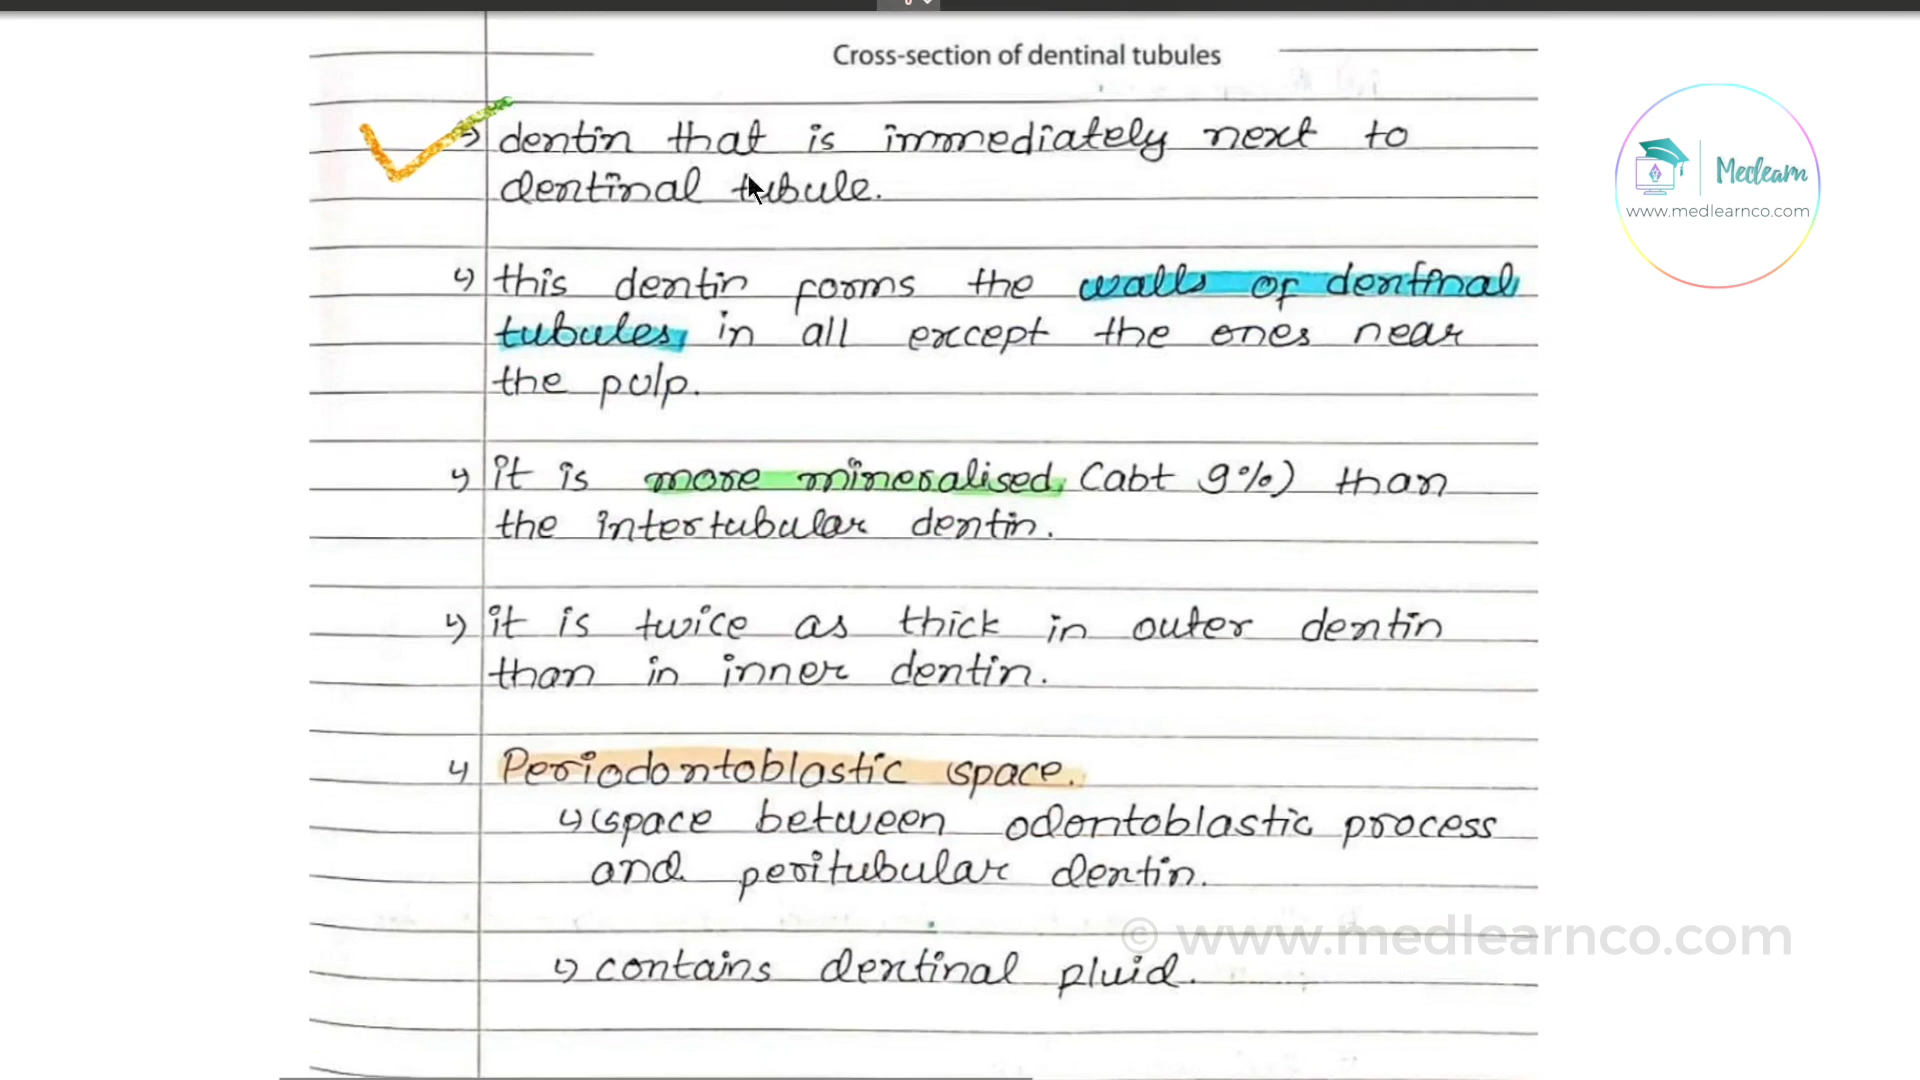 Cross-section of dentinal tubules
dentin that is immediately next to
dentinal tubule.
this dentin forms the walls of dentinal
tubules, in all except the ones near
the pulp.
it is more mineralised, (abt 9%) than
the intertubular dentin.
it is twice as thick in outer dentin
than in inner dentin.
Periodontoblastic space.
space between odontoblastic process
and peritubular dentin.
contains dentinal fluid.
Medlearn
www.medlearnco.com
© www.medlearnco.com